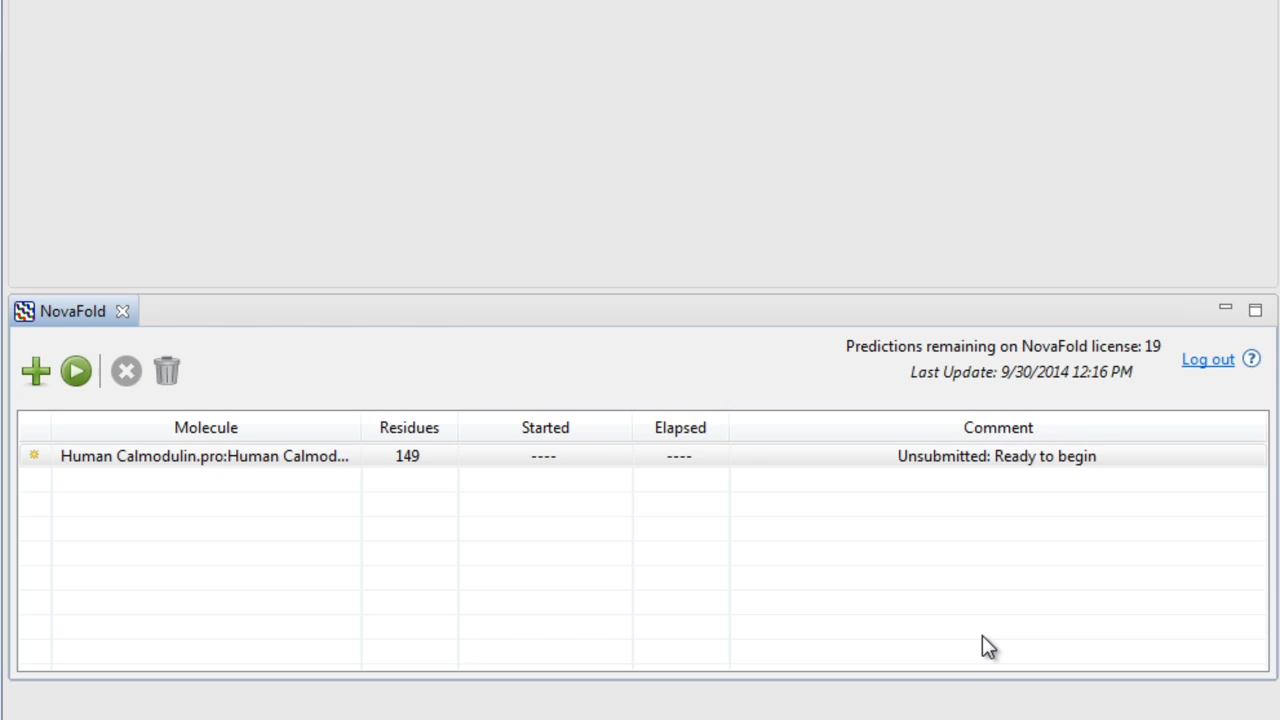 NovaFold
Predictions remaining on NovaFold license: 19
Last Update: 9/30/2014 12:16 PM
Log out
Molecule Residues Started Elapsed Comment
Human Calmodulin.pro:Human Calmod... 149 ---- ---- Unsubmitted: Ready to begin